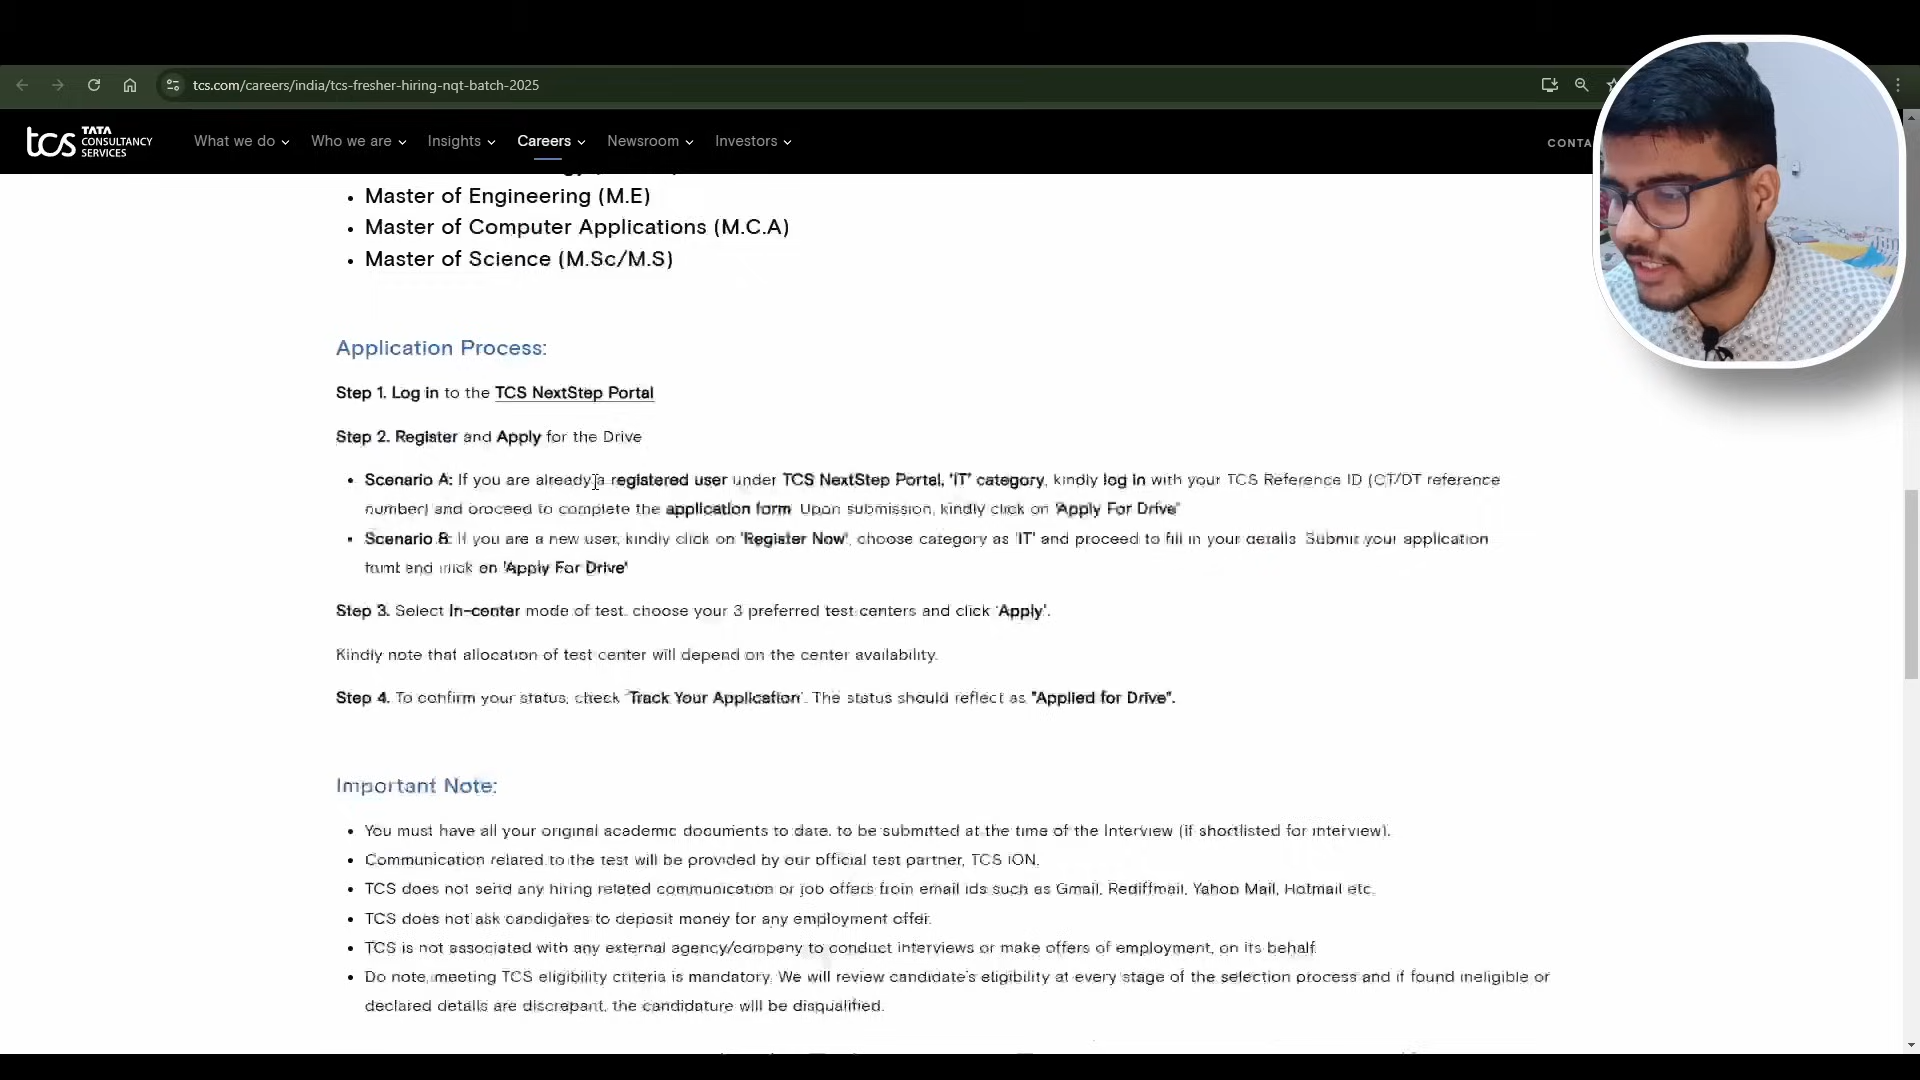 tcs.com/careers/india/tcs-fresher-hiring-nqt-batch-2025
tcs TATA CONSULTANCY SERVICES
What we do
Who we are
Insights
Careers
Newsroom
Investors
CONTA
• Master of Engineering (M.E)
• Master of Computer Applications (M.C.A)
• Master of Science (M.Sc/M.S)
Application Process:
Step 1. Log in to the TCS NextStep Portal
Step 2. Register and Apply for the Drive
• Scenario A: If you are already a registered user under TCS NextStep Portal, 'IT' category, kindly log in with your TCS Reference ID (CT/DT reference
number) and proceed to complete the application form. Upon submission, kindly click on 'Apply For Drive"
• Scenario B: If you are a new user, kindly click on 'Register Now', choose category as 'IT' and proceed to fill in your details. Submit your application
form and click on 'Apply For Drive"
Step 3. Select In-center mode of test, choose your 3 preferred test centers and click 'Apply'.
Kindly note that allocation of test center will depend on the center availability.
Step 4. To confirm your status, check 'Track Your Application'. The status should reflect as "Applied for Drive".
Important Note:
• You must have all your original academic documents to date, to be submitted at the time of the Interview (if shortlisted for interview).
• Communication related to the test will be provided by our official test partner, TCS iON.
• TCS does not send any hiring related communication or job offers from email ids such as Gmail, Rediffmail, Yahoo Mail, Hotmail etc.
• TCS does not ask candidates to deposit money for any employment offer.
• TCS is not associated with any external agency/company to conduct interviews or make offers of employment, on its behalf.
• Do note, meeting TCS eligibility criteria is mandatory. We will review candidate's eligibility at every stage of the selection process and if found ineligible or
declared details are discrepant, the candidature will be disqualified.